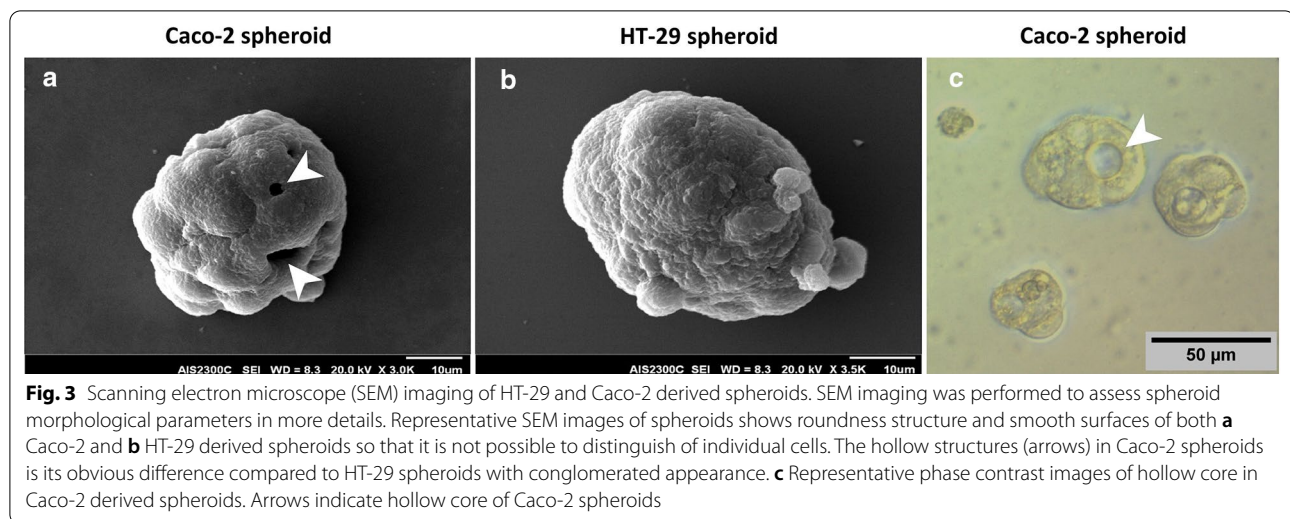 Caco-2 spheroid
HT-29 spheroid
Caco-2 spheroid
a
b
c
AIS2300C SEI WD = 8.3 20.0 kV X 3.0K 10um
AIS2300C SEI WD = 8.3 20.0 kV X 3.5K 10um
50 µm
Fig. 3 Scanning electron microscope (SEM) imaging of HT-29 and Caco-2 derived spheroids. SEM imaging was performed to assess spheroid
morphological parameters in more details. Representative SEM images of spheroids shows roundness structure and smooth surfaces of both a
Caco-2 and b HT-29 derived spheroids so that it is not possible to distinguish of individual cells. The hollow structures (arrows) in Caco-2 spheroids
is its obvious difference compared to HT-29 spheroids with conglomerated appearance. c Representative phase contrast images of hollow core in
Caco-2 derived spheroids. Arrows indicate hollow core of Caco-2 spheroids